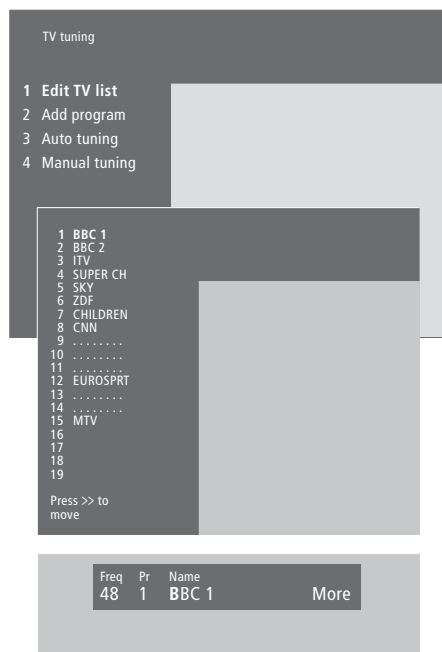 TV tuning
1 Edit TV list
2 Add program
3 Auto tuning
4 Manual tuning
1 BBC 1
2 BBC 2
3 ITV
4 SUPER CH
5 SKY
6 ZDF
7 CHILDREN
8 CNN
9 ........
10 ........
11 ........
12 EUROSPRT
13 ........
14 ........
15 MTV
16
17
18
19
Press >> to
move
Freq Pr Name
48 1 BBC 1 More